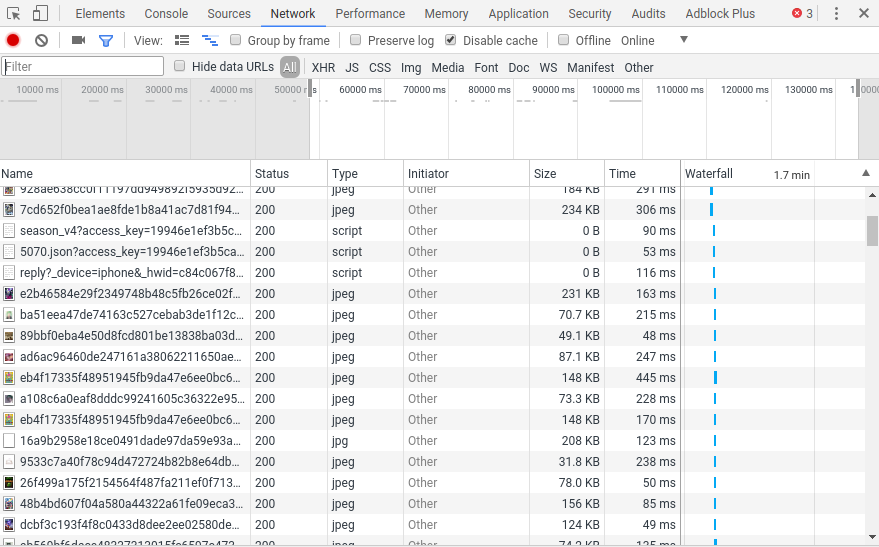 Elements Console Sources Network Performance Memory Application Security Audits Adblock Plus 3
View: Group by frame Preserve log Disable cache Offline Online
Filter Hide data URLs All XHR JS CSS Img Media Font Doc WS Manifest Other
10000 ms 20000 ms 30000 ms 40000 ms 50000 ms 60000 ms 70000 ms 80000 ms 90000 ms 100000 ms 110000 ms 120000 ms 130000 ms
Name Status Type Initiator Size Time Waterfall 1.7 min
928ae638cc0f11197dd949892f5935d92... 200 jpeg Other 184 KB 291 ms
7cd652f0bea1ae8fde1b8a41ac7d81f94... 200 jpeg Other 234 KB 306 ms
season_v4?access_key=19946e1ef3b5c... 200 script Other 0 B 90 ms
5070.json?access_key=19946e1ef3b5ca... 200 script Other 0 B 53 ms
reply?_device=iphone&_hwid=c84c067f8... 200 script Other 0 B 116 ms
e2b46584e29f2349748b48c5fb26ce02f... 200 jpeg Other 231 KB 163 ms
ba51eea47de74163c527cebab3de1f12c... 200 jpeg Other 70.7 KB 215 ms
89bbf0eba4e50d8fcd801be13838ba03d... 200 jpeg Other 49.1 KB 48 ms
ad6ac96460de247161a38062211650ae... 200 jpeg Other 87.1 KB 247 ms
eb4f17335f48951945fb9da47e6ee0bc6... 200 jpeg Other 148 KB 445 ms
a108c6a0eaf8dddc99241605c36322e95... 200 jpeg Other 73.3 KB 228 ms
eb4f17335f48951945fb9da47e6ee0bc6... 200 jpeg Other 148 KB 170 ms
16a9b2958e18ce0491dade97da59e93a... 200 jpg Other 208 KB 123 ms
9533c7a40f78c94d472724b82b8e64db... 200 jpeg Other 31.8 KB 238 ms
26f499a175f2154564f487fa211ef0f713... 200 jpeg Other 78.0 KB 50 ms
48b4bd607f04a580a44322a61fe09eca3... 200 jpeg Other 156 KB 85 ms
dcbf3c193f4f8c0433d8dee2ee02580de... 200 jpeg Other 124 KB 49 ms
200 jpeg Other 74.2 KB 135 ms